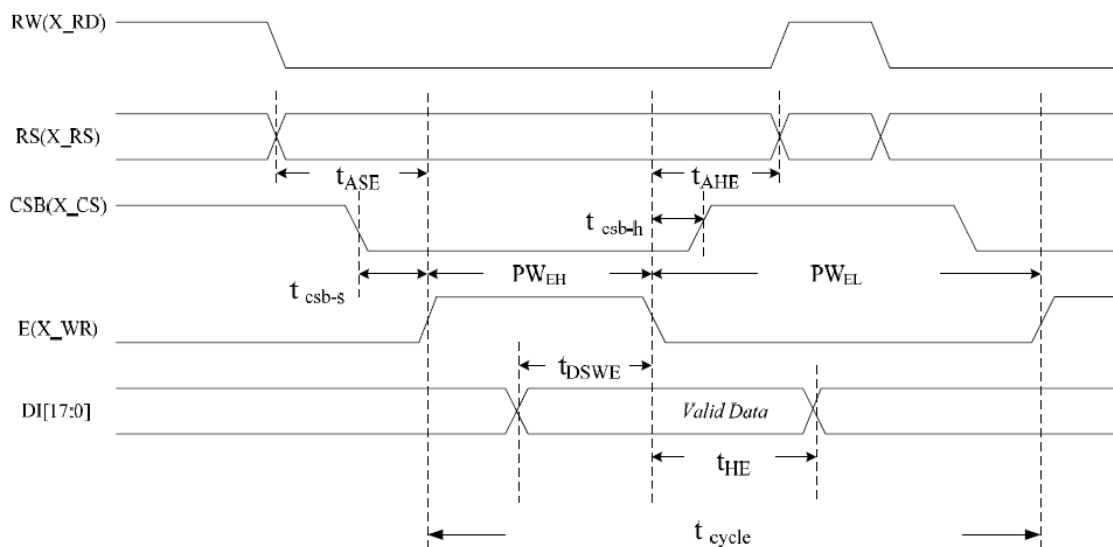 RW(X_RD)
RS(X_RS)
tASE
tAHE
CSB(X_CS)
t csb-h
t csb-s
PWEH
PWEL
E(X_WR)
tDSWE
DI[17:0]
Valid Data
tHE
t cycle